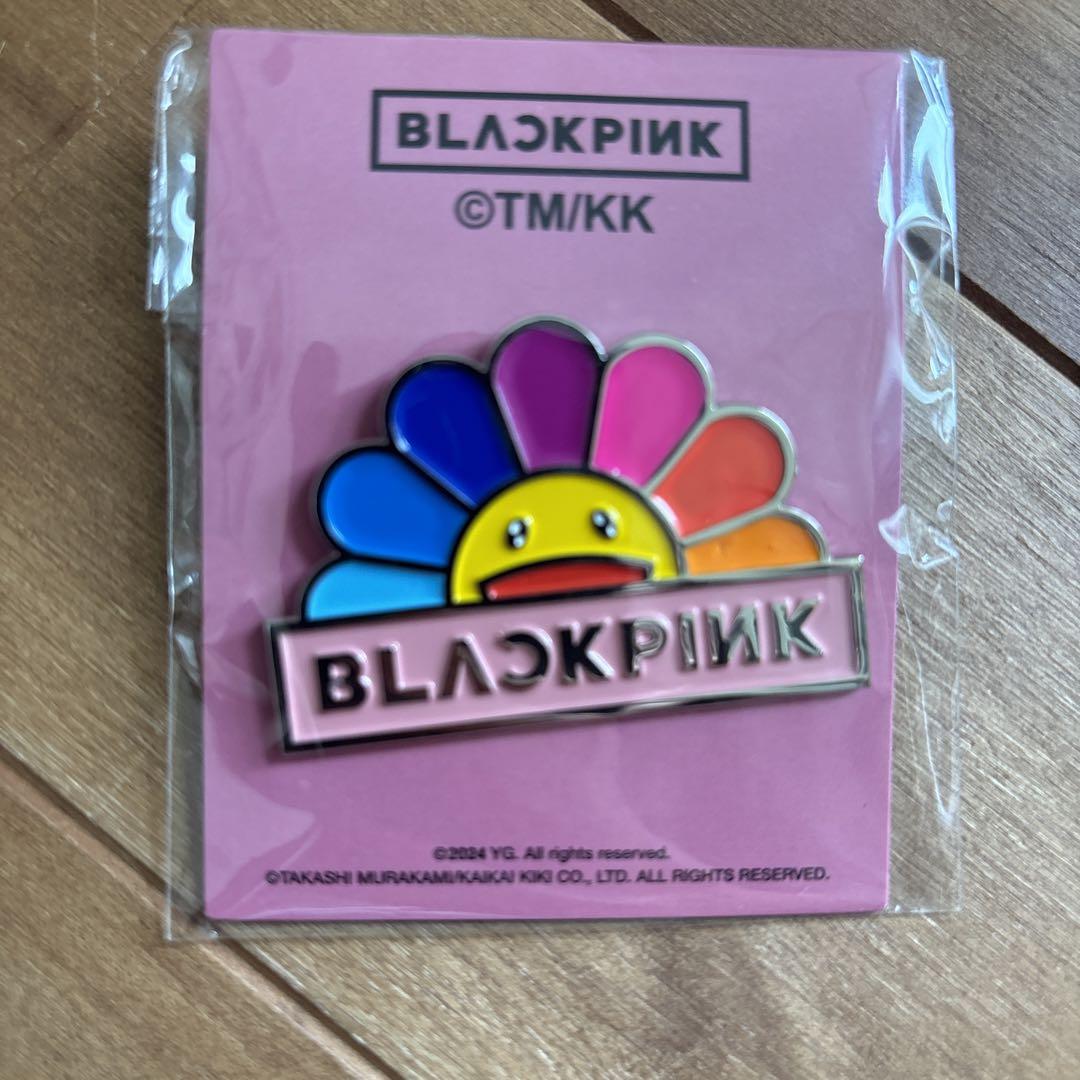 BLACKPINK
©TM/KK
BLACKPINK
©2024 YG. All rights reserved.
©TAKASHI MURAKAMI/KAIKAI KIKI CO., LTD. ALL RIGHTS RESERVED.